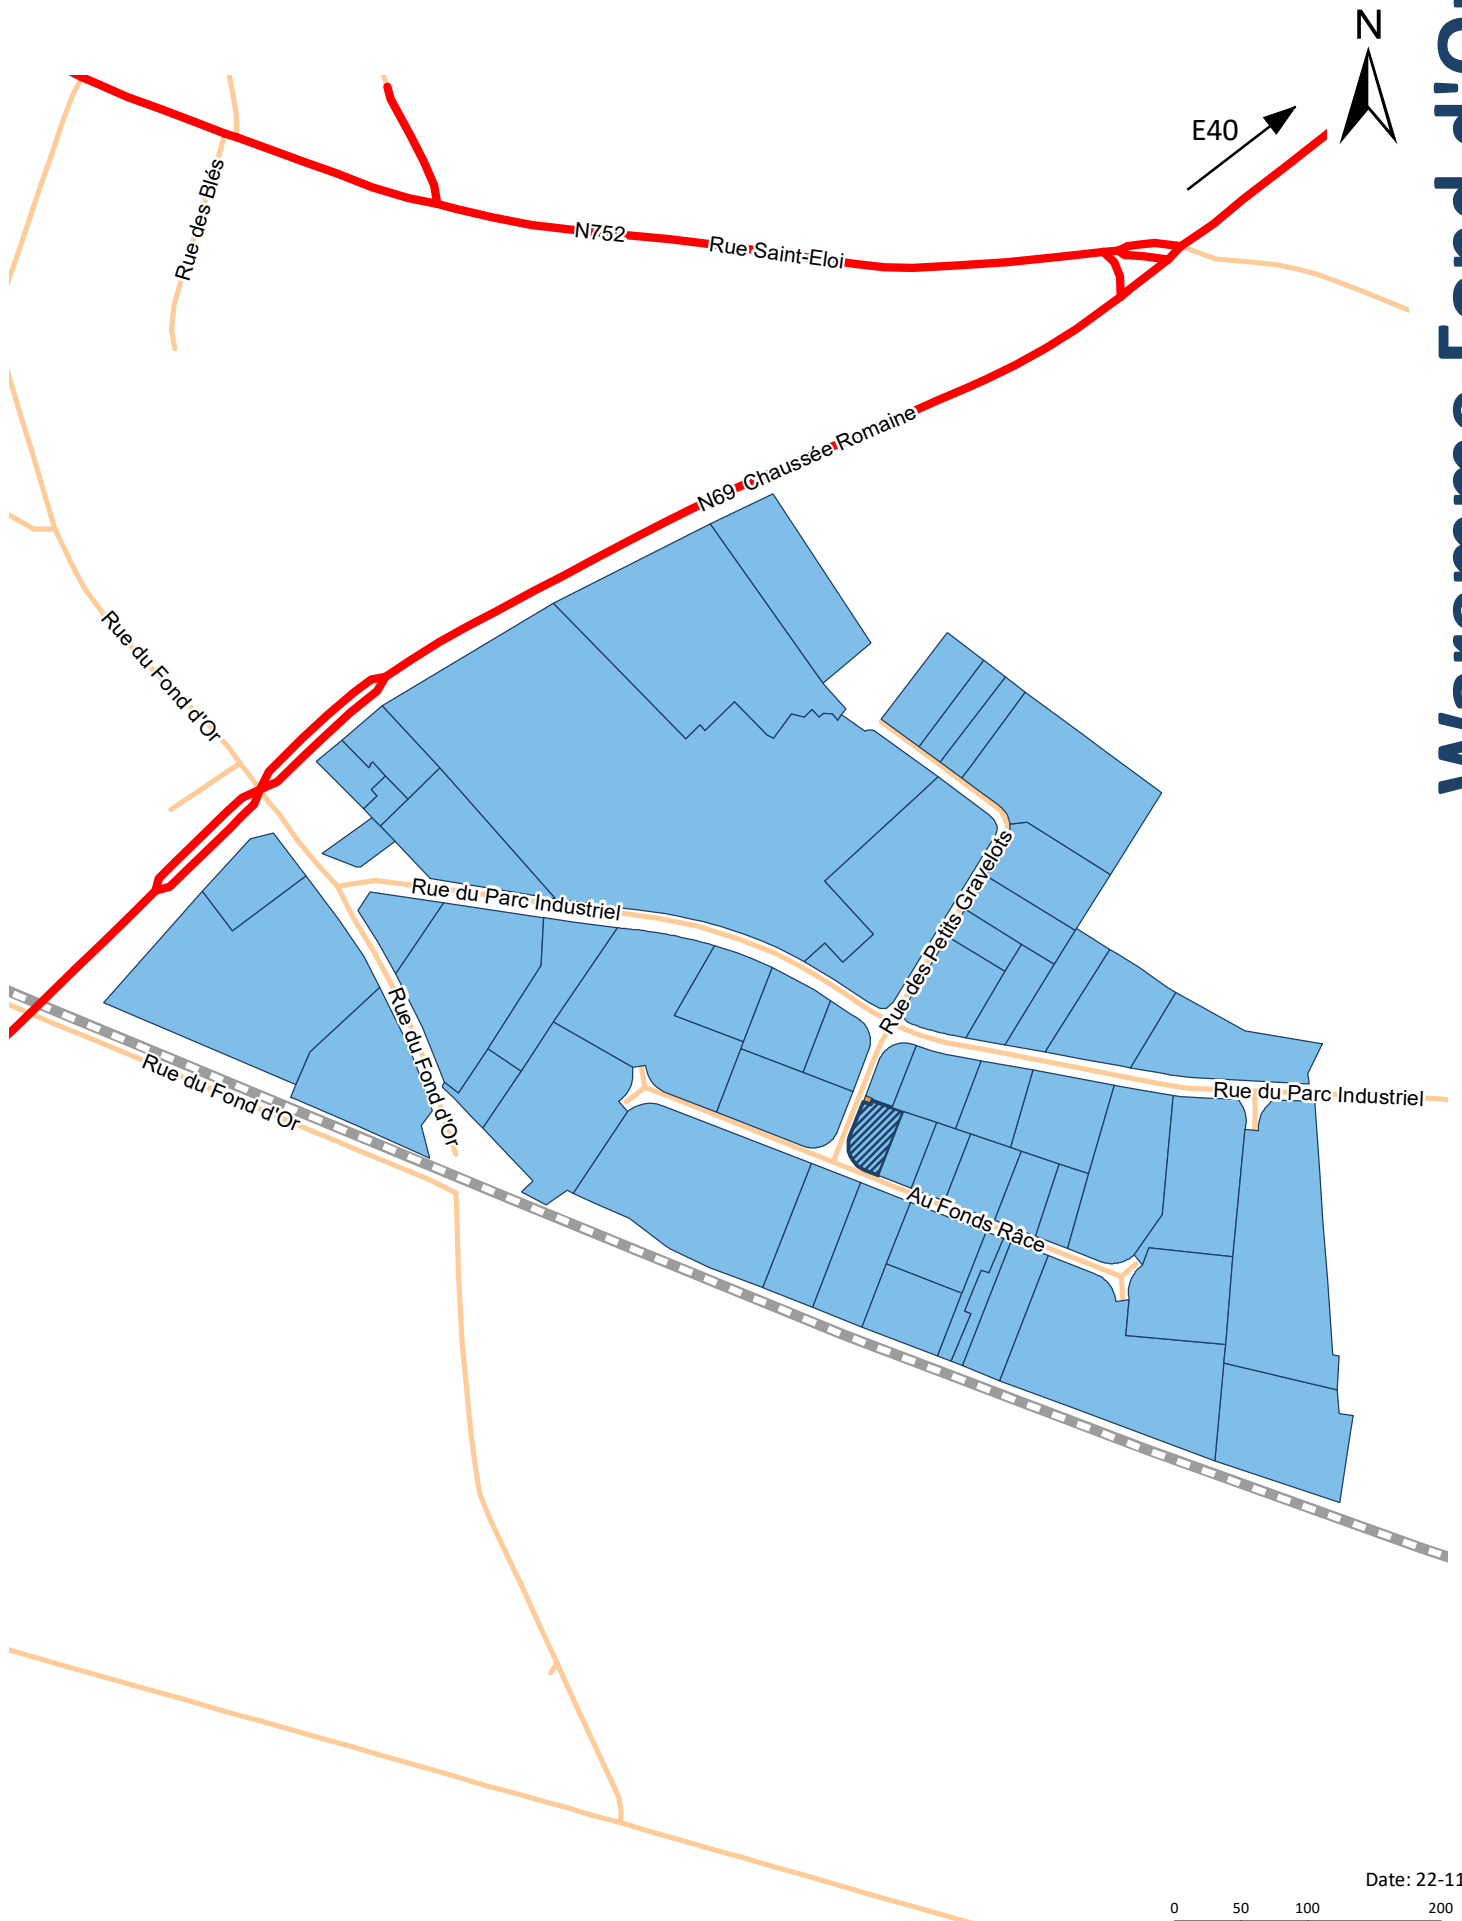 N
E40
Rue des Blés
N752
Rue Saint-Eloi
N69 Chaussée Romaine
Rue du Fond d'Or
Rue des Petits Gravelots
Rue du Parc Industriel
Rue du Fond d'Or
Rue du Fond d'Or
Rue du Parc Industriel
Au Fonds Râce
Date: 22-11
0 50 100 200